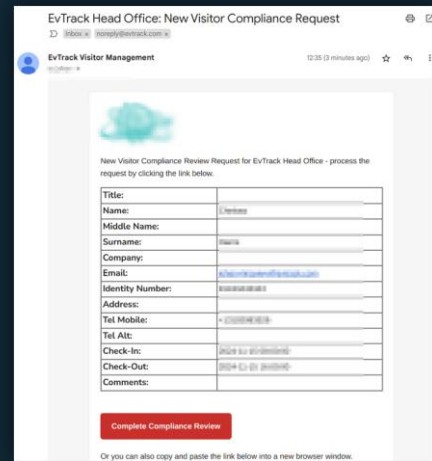 EvTrack Head Office: New Visitor Compliance Request
Inbox x noreply@evtrack.com x
EvTrack Visitor Management
12:35 (3 minutes ago)
New Visitor Compliance Review Request for EvTrack Head Office - process the
request by clicking the link below.
Title:
Name:
Middle Name:
Surname:
Company:
Email:
Identity Number:
Address:
Tel Mobile:
Tel Alt:
Check-In:
Check-Out:
Comments:
Complete Compliance Review
Or you can also copy and paste the link below into a new browser window.